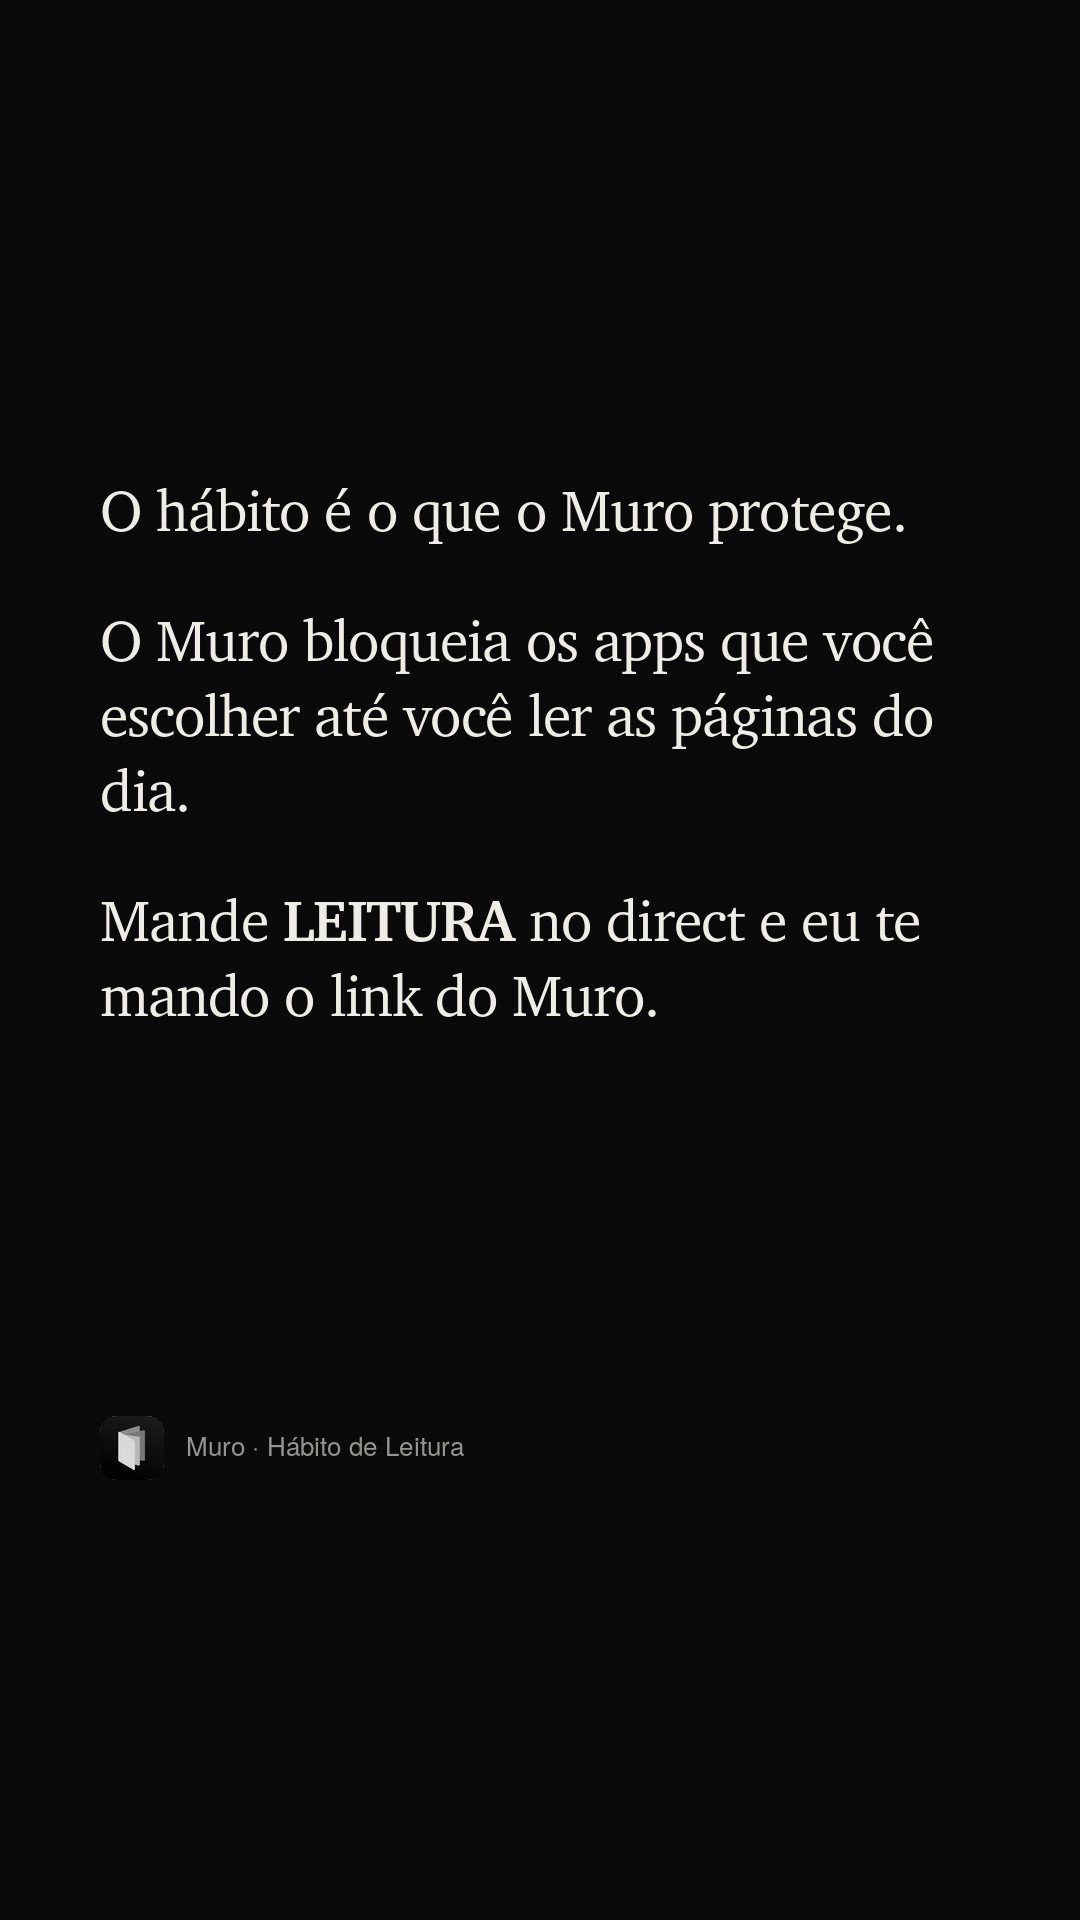 O hábito é o que o Muro protege.
O Muro bloqueia os apps que você
escolher até você ler as páginas do
dia.
Mande LEITURA no direct e eu te
mando o link do Muro.
Muro · Hábito de Leitura